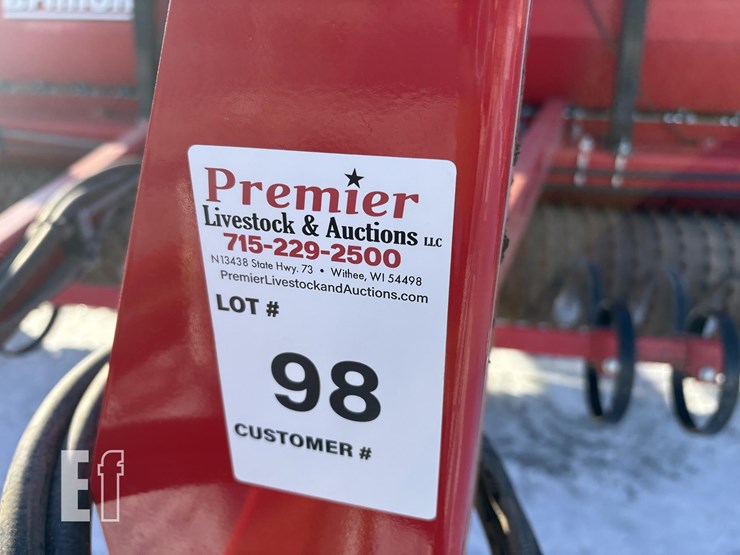 Premier
Livestock & Auctions LLC
715-229-2500
N13438 State Hwy. 73 • Withee, WI 54498
PremierLivestockandAuctions.com
LOT #
98
CUSTOMER #
Ef